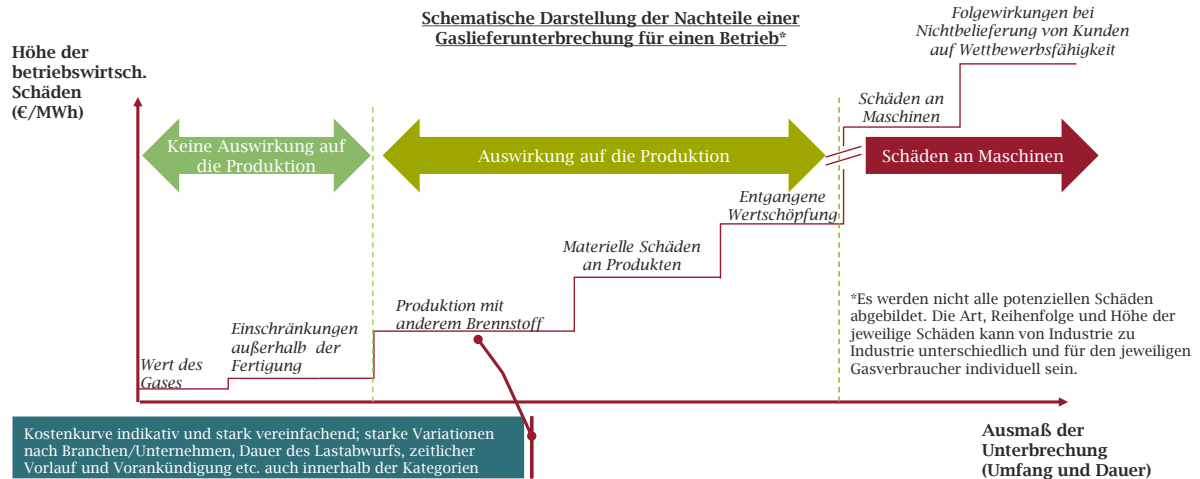 Schematische Darstellung der Nachteile einer
Gaslieferunterbrechung für einen Betrieb*
Höhe der
betriebswirtsch.
Schäden
(€/MWh)
Folgewirkungen bei
Nichtbelieferung von Kunden
auf Wettbewerbsfähigkeit
Schäden an
Maschinen
Keine Auswirkung auf
die Produktion
Auswirkung auf die Produktion
Schäden an Maschinen
Entgangene
Wertschöpfung
Materielle Schäden
an Produkten
Produktion mit
anderem Brennstoff
Einschränkungen
außerhalb der
Fertigung
Wert des
Gases
*Es werden nicht alle potenziellen Schäden
abgebildet. Die Art, Reihenfolge und Höhe der
jeweilige Schäden kann von Industrie zu
Industrie unterschiedlich und für den jeweiligen
Gasverbraucher individuell sein.
Kostenkurve indikativ und stark vereinfachend; starke Variationen
nach Branchen/Unternehmen, Dauer des Lastabwurfs, zeitlicher
Vorlauf und Vorankündigung etc. auch innerhalb der Kategorien
Ausmaß der
Unterbrechung
(Umfang und Dauer)